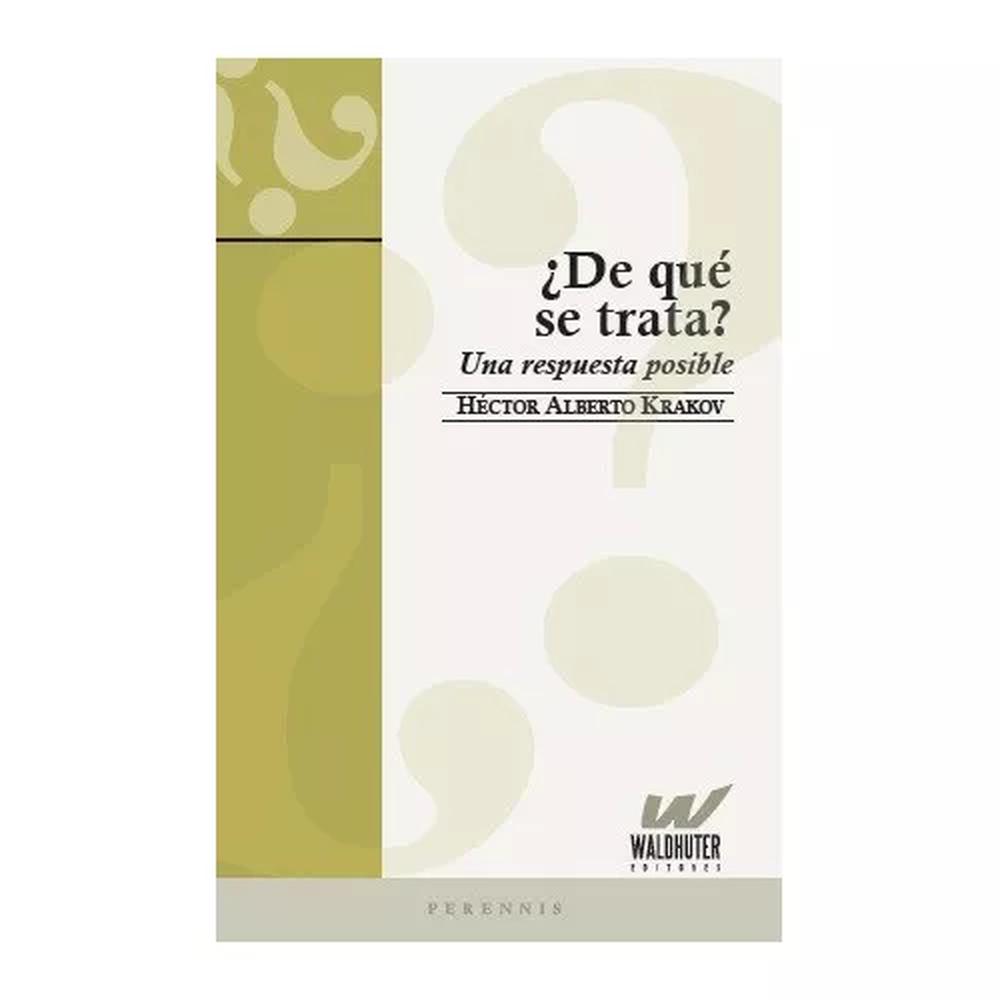 ¿De qué
se trata?
Una respuesta posible
HÉCTOR ALBERTO KRAKOV
W
WALDHUTER
EDITORES
PERENNIS